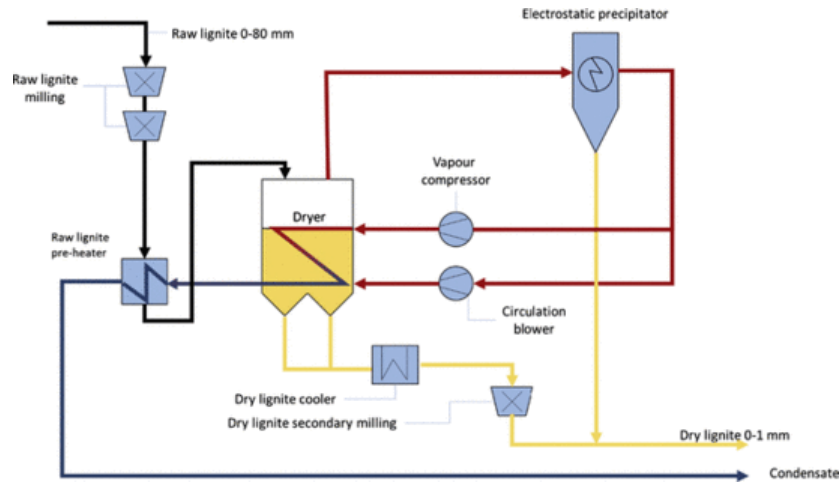 Electrostatic precipitator
Raw lignite 0-80 mm
Raw lignite
milling
Vapour
compressor
Dryer
Raw lignite
pre-heater
Circulation
blower
Dry lignite cooler
Dry lignite secondary milling
Dry lignite 0-1 mm
Condensate